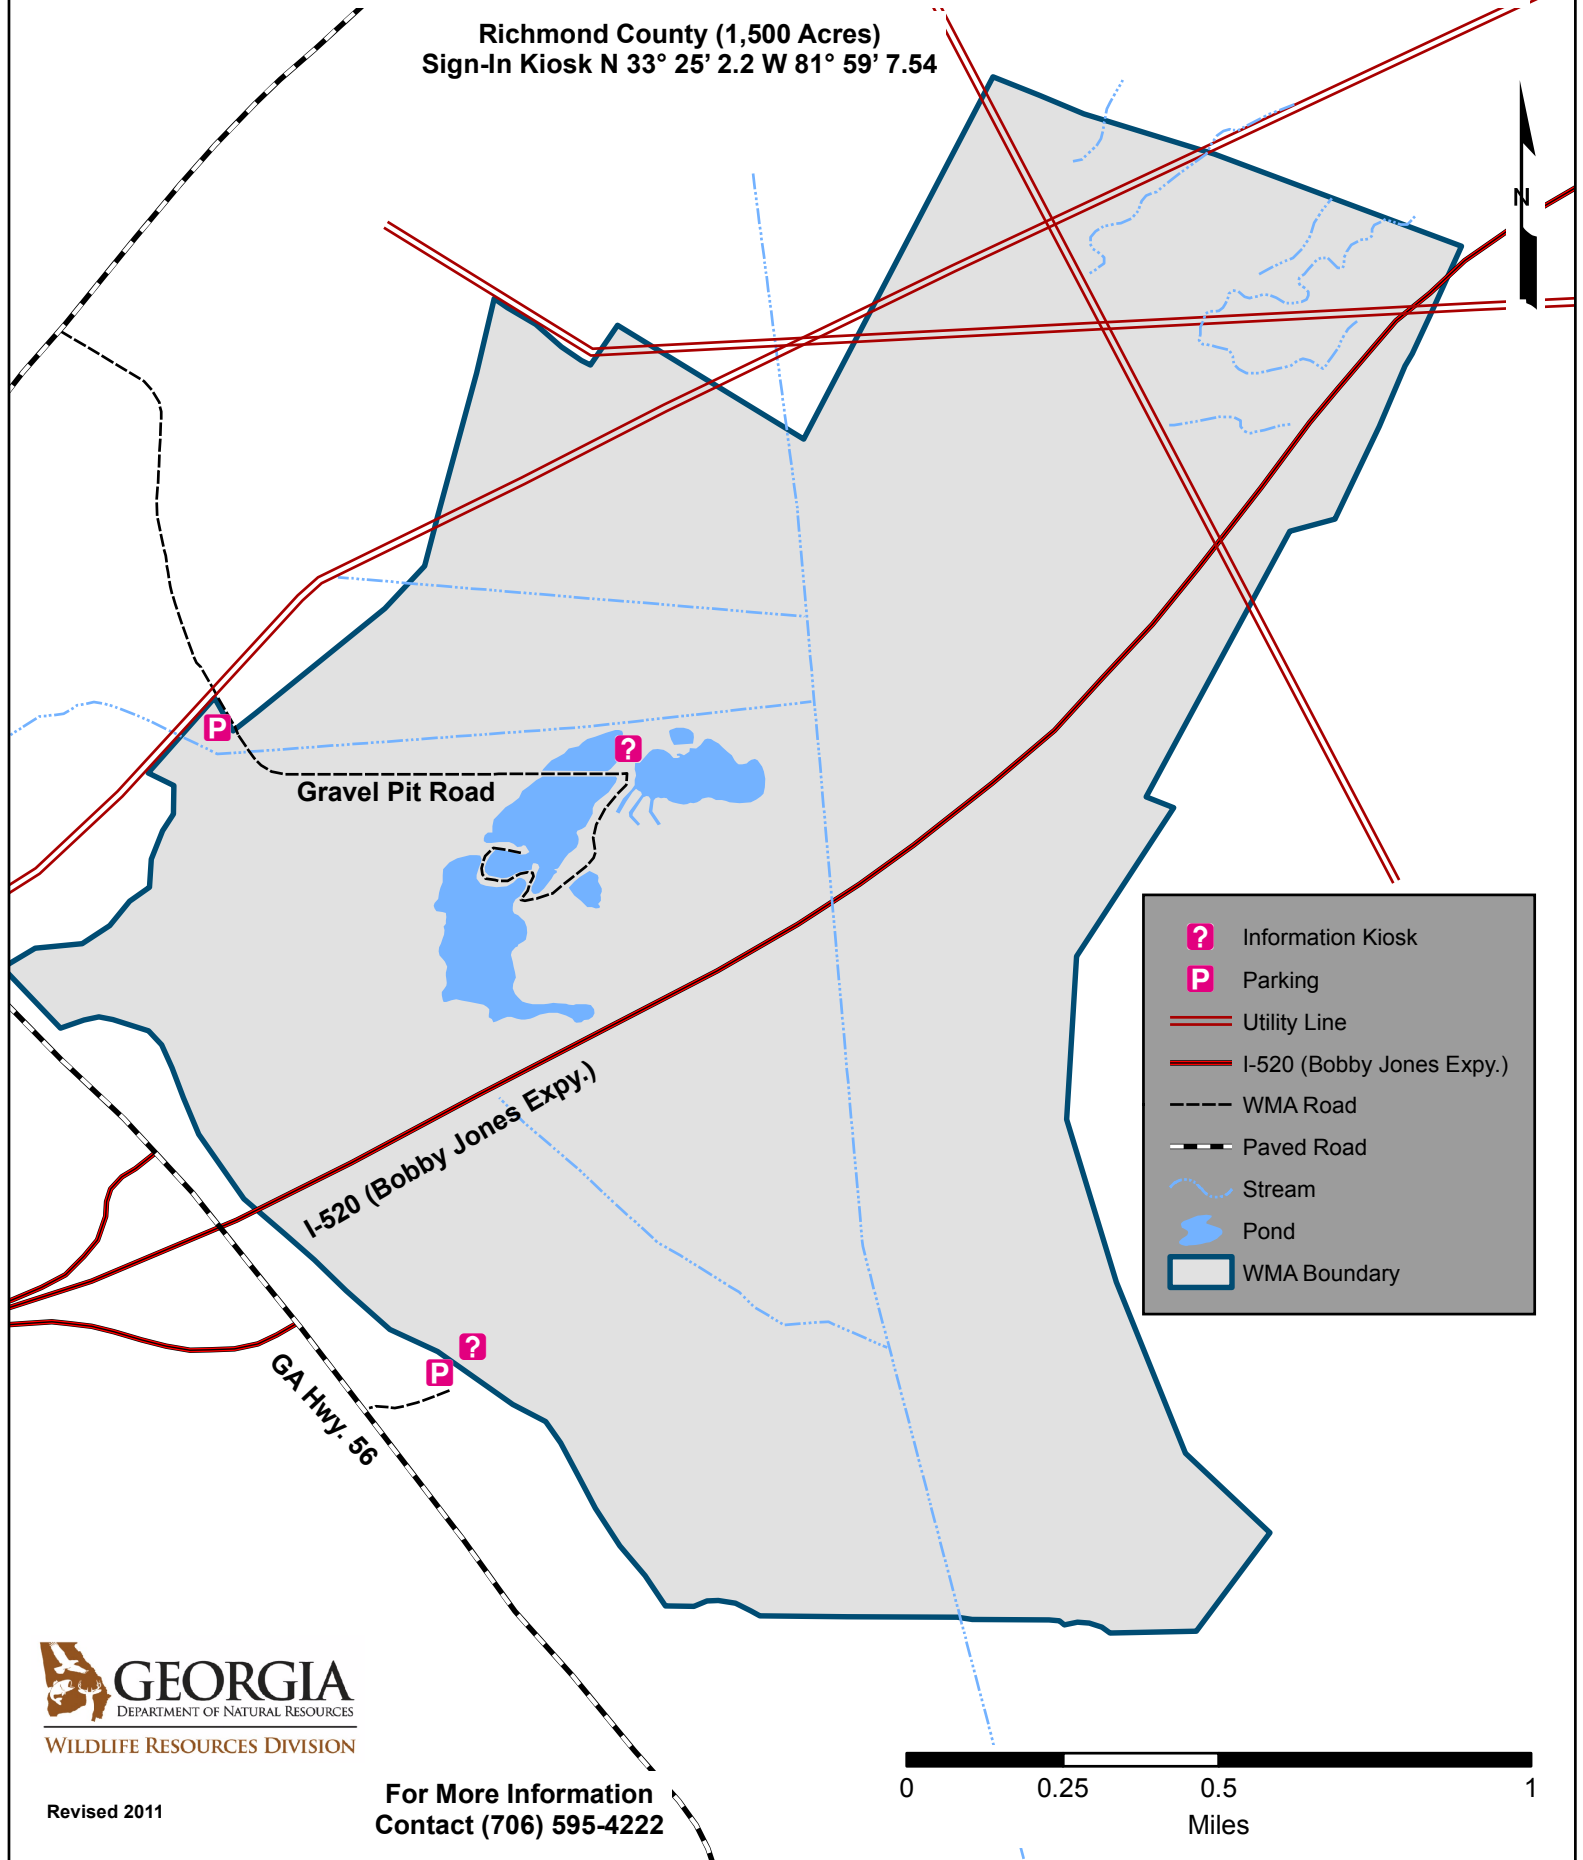 Richmond County (1,500 Acres)
Sign-In Kiosk N 33° 25’ 2.2 W 81° 59’ 7.54
N
P
?
Gravel Pit Road
? Information Kiosk
P Parking
Utility Line
I-520 (Bobby Jones Expy.)
WMA Road
Paved Road
Stream
Pond
WMA Boundary
I-520 (Bobby Jones Expy.)
?
P
GA Hwy. 56
GEORGIA
DEPARTMENT OF NATURAL RESOURCES
WILDLIFE RESOURCES DIVISION
Revised 2011
For More Information
Contact (706) 595-4222
0 0.25 0.5 1
Miles